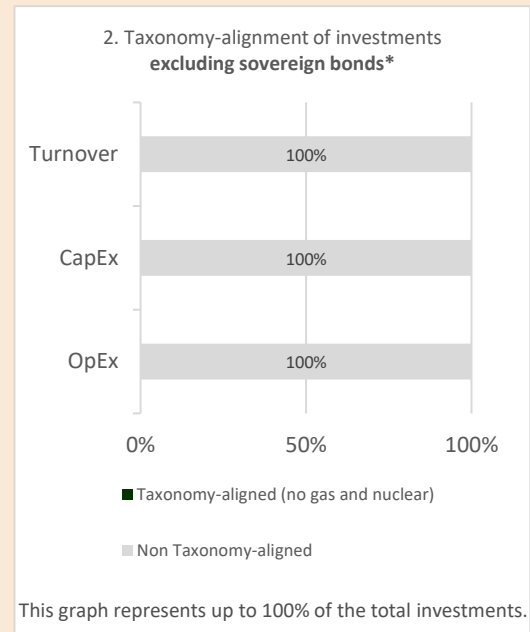 2. Taxonomy-alignment of investments
excluding sovereign bonds*
Turnover
100%
CapEx
100%
OpEx
100%
0%
50%
100%
Taxonomy-aligned (no gas and nuclear)
Non Taxonomy-aligned
This graph represents up to 100% of the total investments.